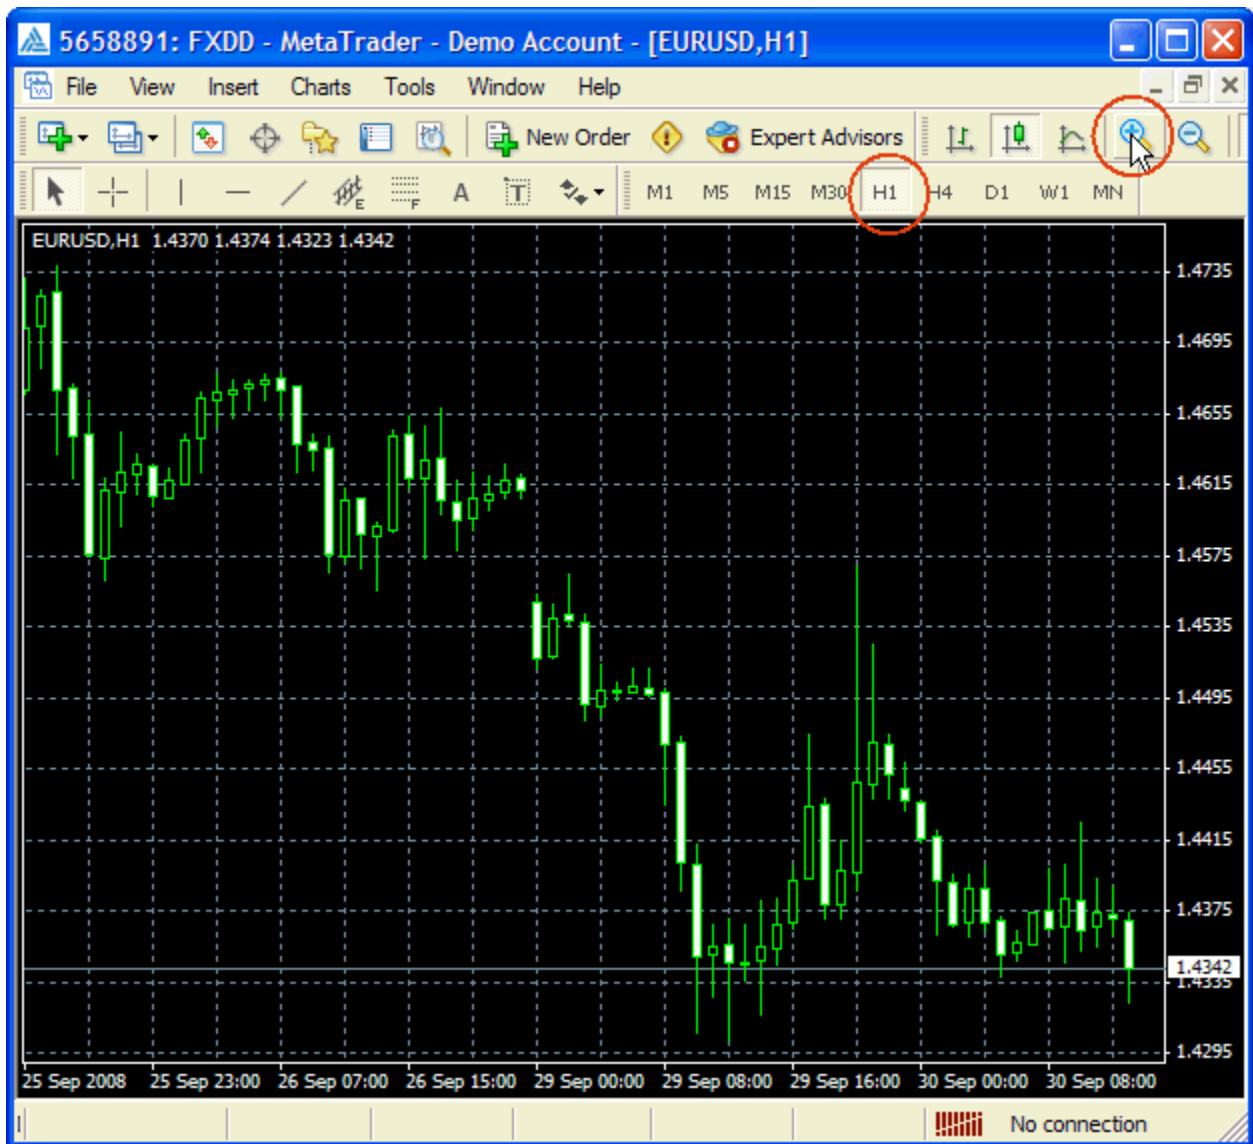 5658891: FXDD - MetaTrader - Demo Account - [EURUSD,H1]
File View Insert Charts Tools Window Help
New Order Expert Advisors
E F A T M1 M5 M15 M30 H1 H4 D1 W1 MN
EURUSD,H1 1.4370 1.4374 1.4323 1.4342
1.4735
1.4695
1.4655
1.4615
1.4575
1.4535
1.4495
1.4455
1.4415
1.4375
1.4342
1.4335
1.4295
25 Sep 2008 25 Sep 23:00 26 Sep 07:00 26 Sep 15:00 29 Sep 00:00 29 Sep 08:00 29 Sep 16:00 30 Sep 00:00 30 Sep 08:00
No connection